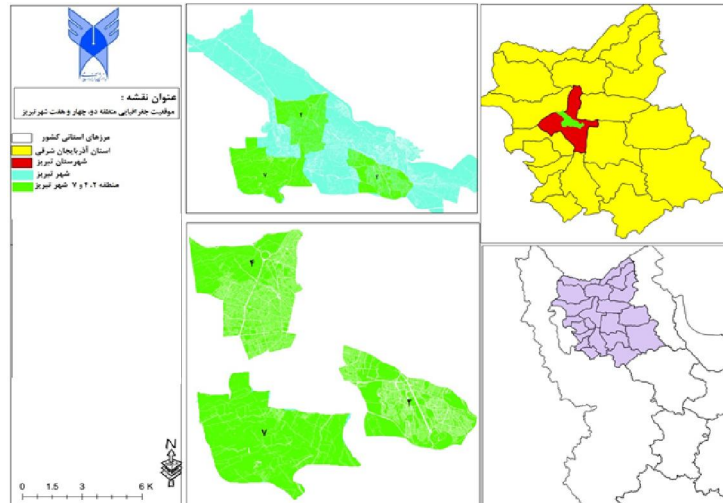 عنوان نقشه :
موقعیت جغرافیایی منطقه دو، چهار و هفت شهر تبریز
مرزهای استانی کشور
استان آذربایجان شرقی
شهرستان تبریز
شهر تبریز
منطقه ۲، ۴ و ۷ شهر تبریز
۴
۷
۲
۴
۲
۷
N
0 1.5 3 6 K